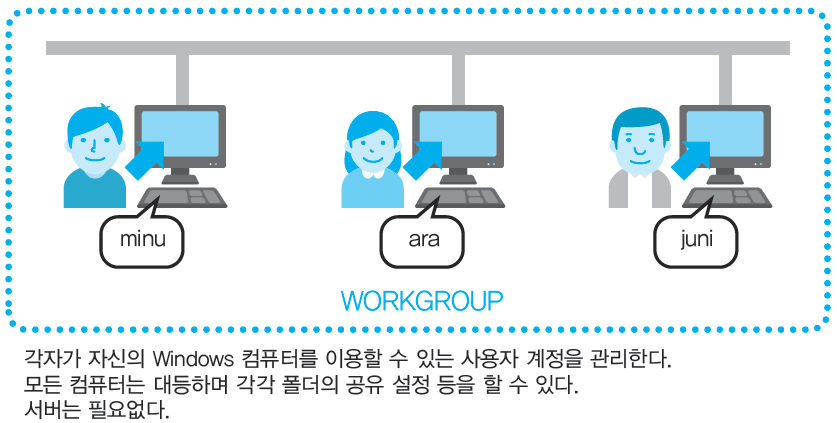 minu
ara
juni
WORKGROUP
각자가 자신의 Windows 컴퓨터를 이용할 수 있는 사용자 계정을 관리한다.
모든 컴퓨터는 대등하며 각각 폴더의 공유 설정 등을 할 수 있다.
서버는 필요없다.